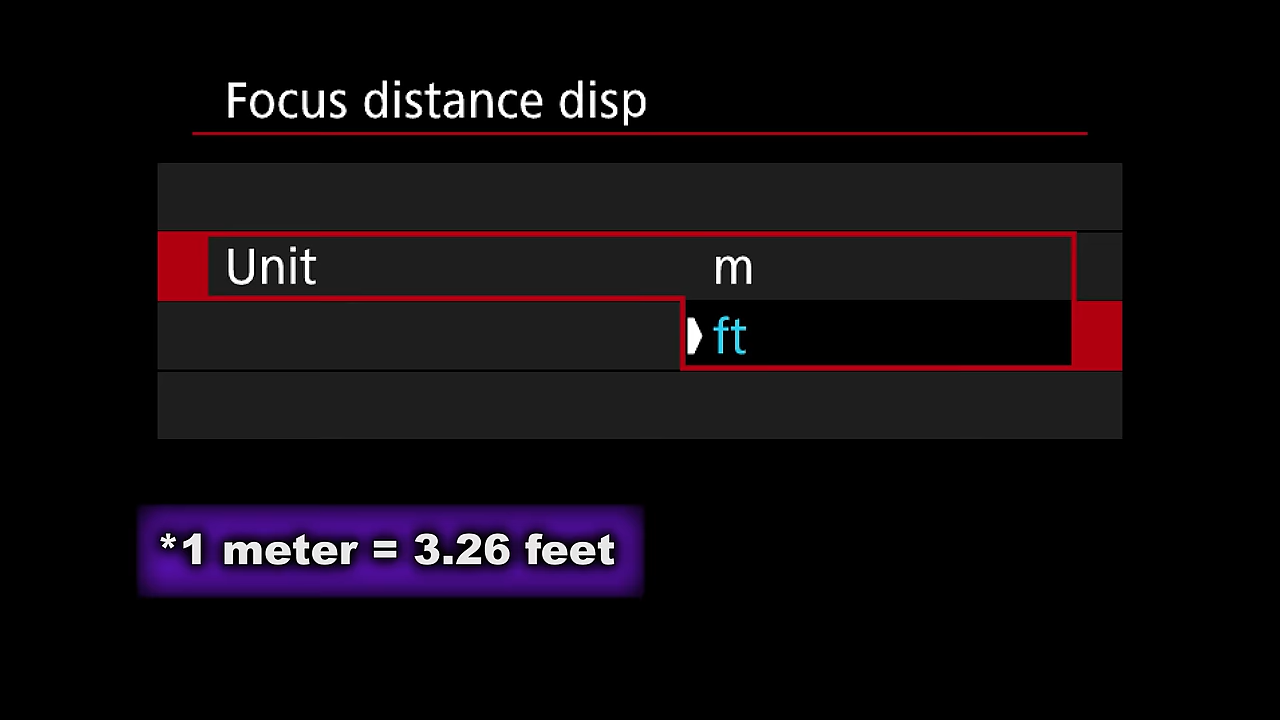 Focus distance disp
Unit m
ft
*1 meter = 3.26 feet